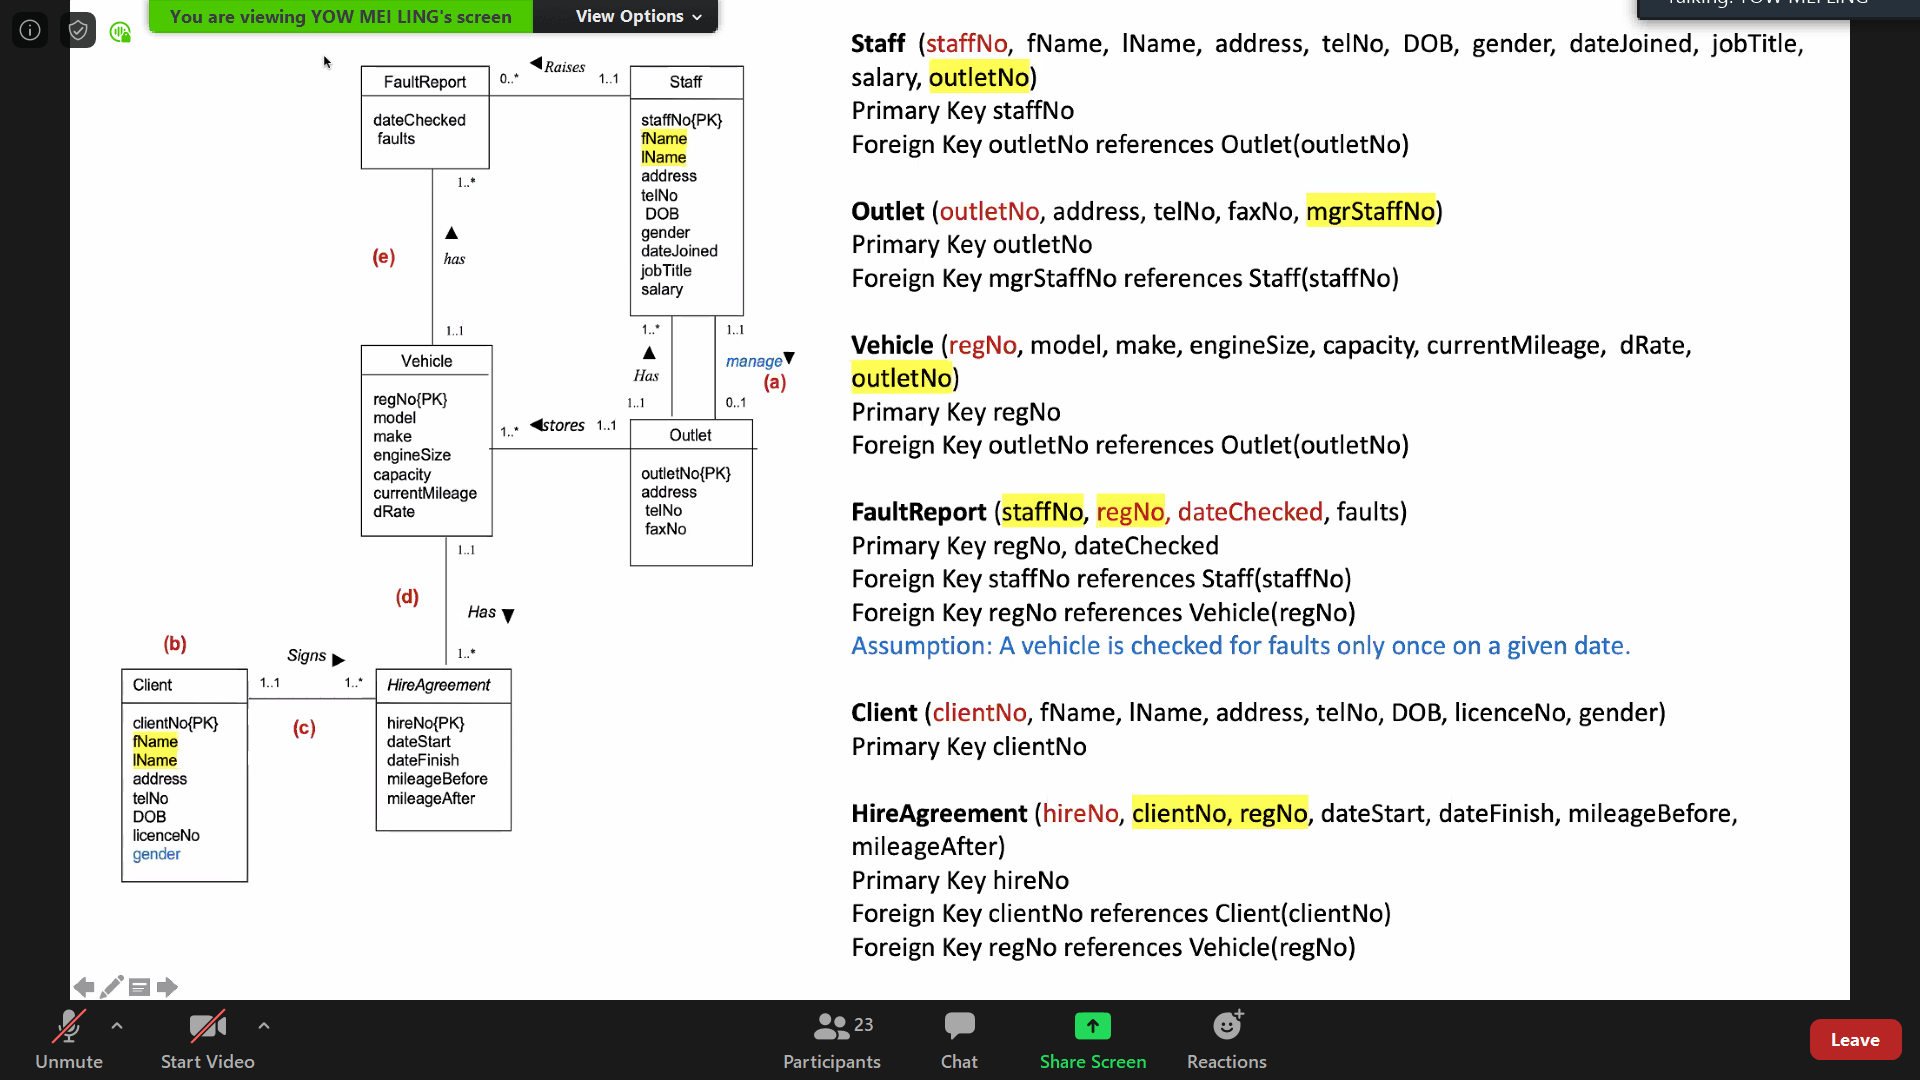 You are viewing YOW MEI LING's screen
View Options
Talking: YOW MEI LING
FaultReport
dateChecked
faults
0..*
Raises
1..1
Staff
staffNo{PK}
fName
lName
address
telNo
DOB
gender
dateJoined
jobTitle
salary
1..*
(e)
has
1..1
1..*
1..1
Has
manage
(a)
1..1
0..1
Vehicle
regNo{PK}
model
make
engineSize
capacity
currentMileage
dRate
1..*
stores
1..1
Outlet
outletNo{PK}
address
telNo
faxNo
1..1
(d)
Has
1..*
(b)
Signs
Client
clientNo{PK}
fName
lName
address
telNo
DOB
licenceNo
gender
1..1
1..*
(c)
HireAgreement
hireNo{PK}
dateStart
dateFinish
mileageBefore
mileageAfter
Staff (staffNo, fName, lName, address, telNo, DOB, gender, dateJoined, jobTitle,
salary, outletNo)
Primary Key staffNo
Foreign Key outletNo references Outlet(outletNo)
Outlet (outletNo, address, telNo, faxNo, mgrStaffNo)
Primary Key outletNo
Foreign Key mgrStaffNo references Staff(staffNo)
Vehicle (regNo, model, make, engineSize, capacity, currentMileage, dRate,
outletNo)
Primary Key regNo
Foreign Key outletNo references Outlet(outletNo)
FaultReport (staffNo, regNo, dateChecked, faults)
Primary Key regNo, dateChecked
Foreign Key staffNo references Staff(staffNo)
Foreign Key regNo references Vehicle(regNo)
Assumption: A vehicle is checked for faults only once on a given date.
Client (clientNo, fName, lName, address, telNo, DOB, licenceNo, gender)
Primary Key clientNo
HireAgreement (hireNo, clientNo, regNo, dateStart, dateFinish, mileageBefore,
mileageAfter)
Primary Key hireNo
Foreign Key clientNo references Client(clientNo)
Foreign Key regNo references Vehicle(regNo)
Unmute
Start Video
23
Participants
Chat
Share Screen
Reactions
Leave